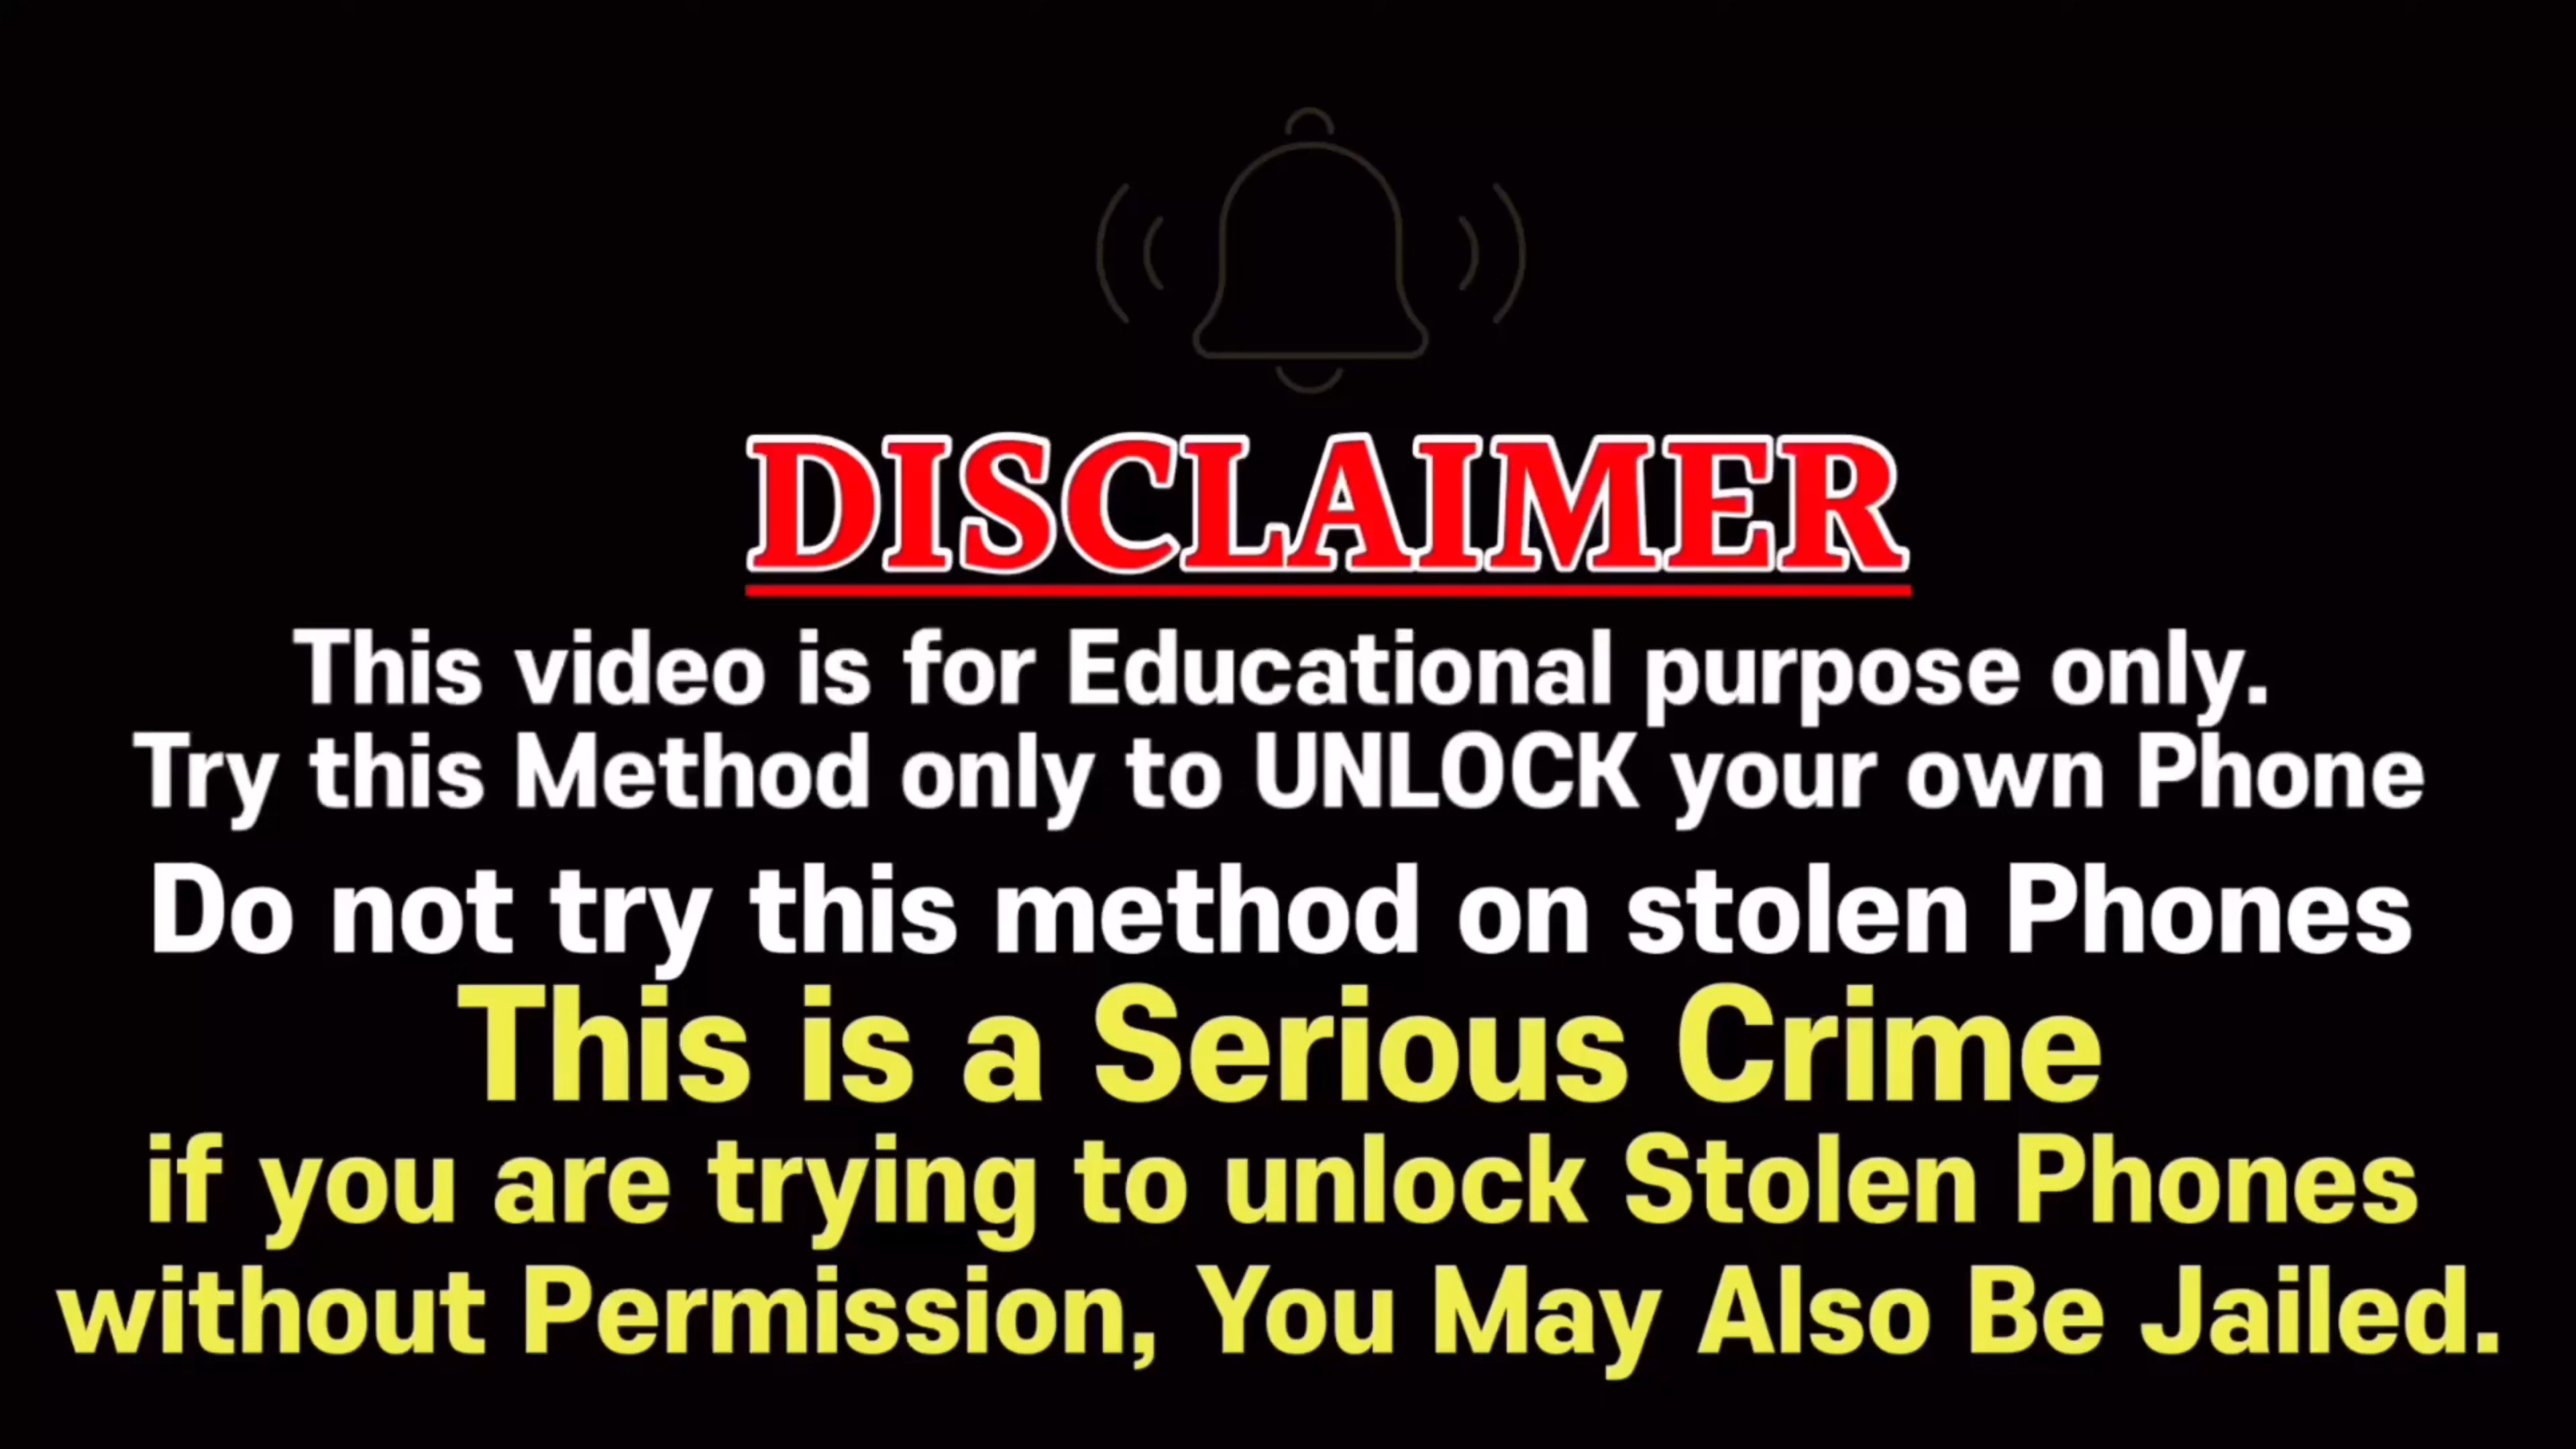 DISCLAIMER
This video is for Educational purpose only.
Try this Method only to UNLOCK your own Phone
Do not try this method on stolen Phones
This is a Serious Crime
if you are trying to unlock Stolen Phones
without Permission, You May Also Be Jailed.